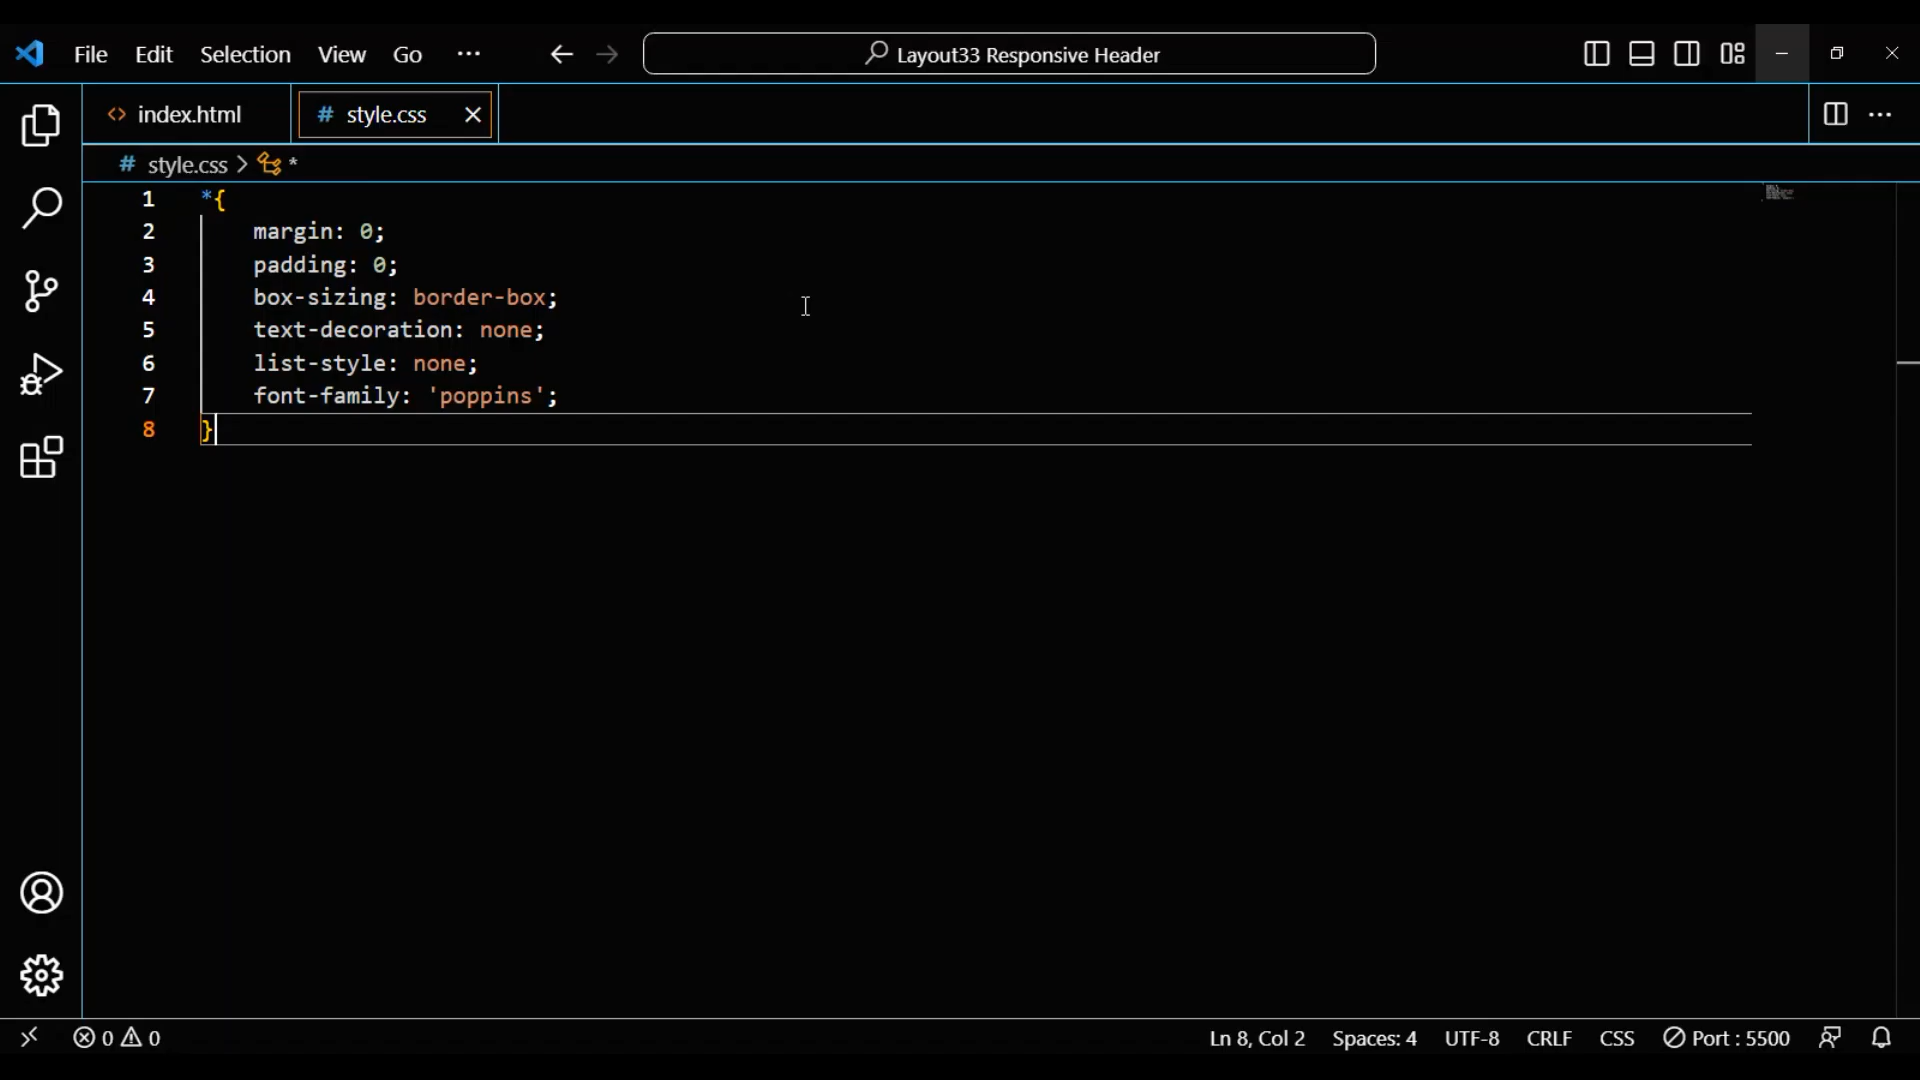 File Edit Selection View Go ··· Layout33 Responsive Header
index.html style.css
# style.css > *
1 *{
2 margin: 0;
3 padding: 0;
4 box-sizing: border-box;
5 text-decoration: none;
6 list-style: none;
7 font-family: 'poppins';
8 }
0 0 Ln 8, Col 2 Spaces: 4 UTF-8 CRLF CSS Port : 5500